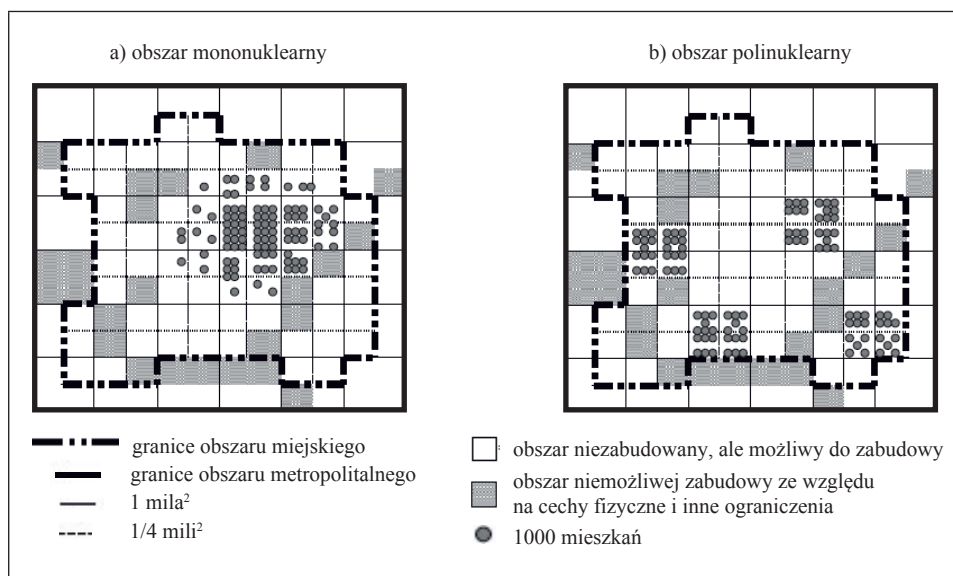 a) obszar mononuklearny
b) obszar polinuklearny
granice obszaru miejskiego
granice obszaru metropolitalnego
1 mila²
1/4 mili²
obszar niezabudowany, ale możliwy do zabudowy
obszar niemożliwej zabudowy ze względu
na cechy fizyczne i inne ograniczenia
1000 mieszkań